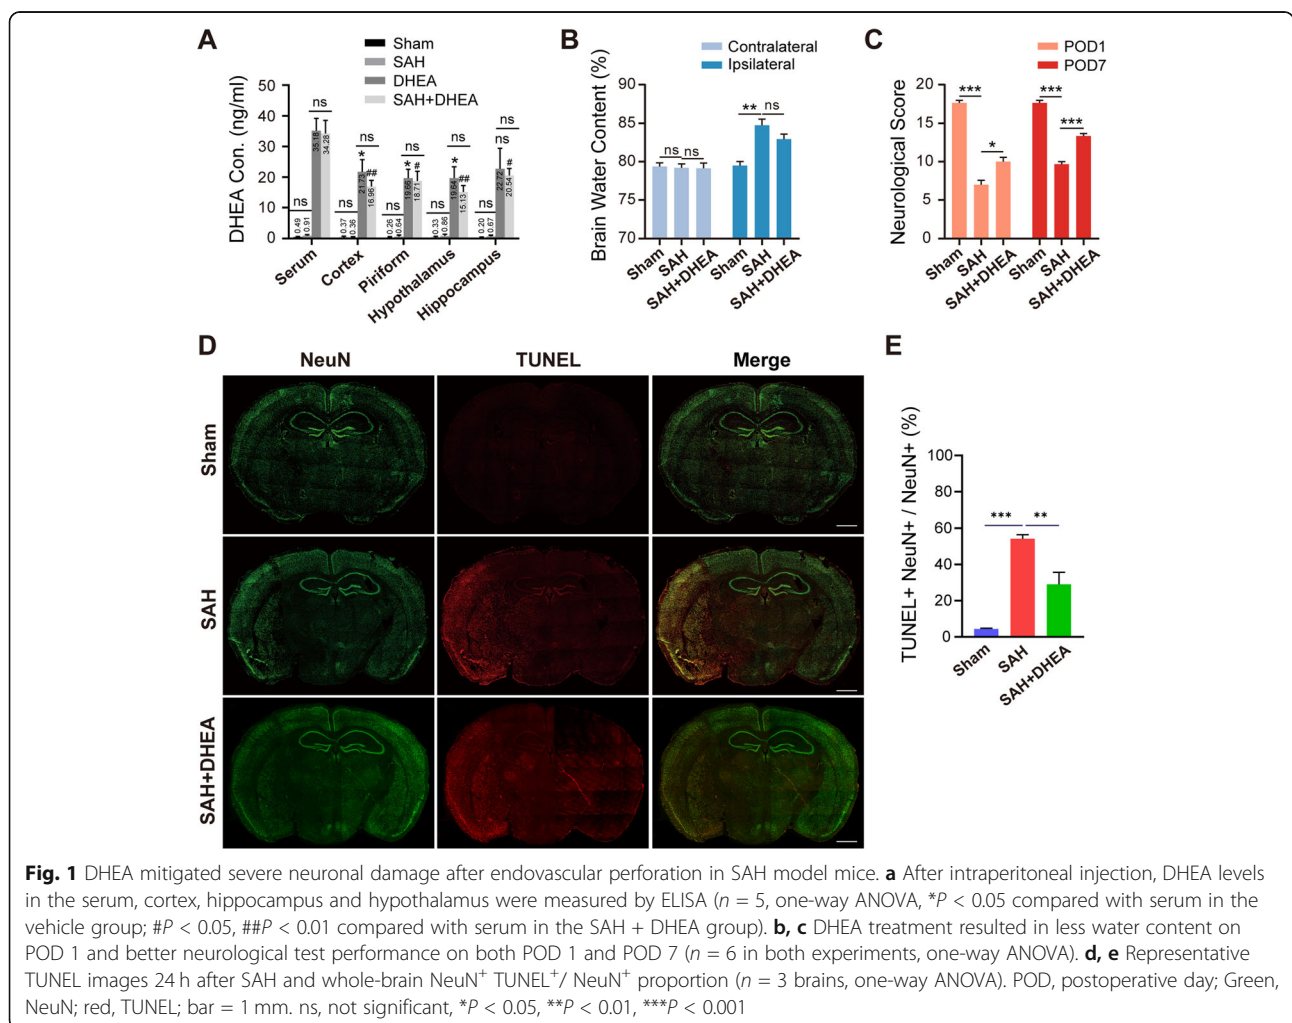 A
Sham
SAH
DHEA
SAH+DHEA
DHEA Con. (ng/ml)
50
40
30
20
10
0
ns
ns
ns
ns
ns
ns
ns
ns
ns
ns
ns
* ## * # * ## #
0.49
0.91
35.18
34.28
0.37
0.36
21.73
16.96
0.26
0.64
19.66
18.71
0.33
0.86
19.64
15.13
0.20
0.67
22.72
20.54
Serum
Cortex
Piriform
Hypothalamus
Hippocampus
B
Contralateral
Ipsilateral
Brain Water Content (%)
90
85
80
75
70
ns ns
** ns
Sham
SAH
SAH+DHEA
Sham
SAH
SAH+DHEA
C
POD1
POD7
Neurological Score
20
15
10
5
0
***
*
***
***
Sham
SAH
SAH+DHEA
Sham
SAH
SAH+DHEA
D
NeuN TUNEL Merge
Sham
SAH
SAH+DHEA
E
TUNEL+ NeuN+ / NeuN+ (%)
100
80
60
40
20
0
*** **
Sham
SAH
SAH+DHEA
Fig. 1 DHEA mitigated severe neuronal damage after endovascular perforation in SAH model mice. a After intraperitoneal injection, DHEA levels
in the serum, cortex, hippocampus and hypothalamus were measured by ELISA (n = 5, one-way ANOVA, *P < 0.05 compared with serum in the
vehicle group; #P < 0.05, ##P < 0.01 compared with serum in the SAH + DHEA group). b, c DHEA treatment resulted in less water content on
POD 1 and better neurological test performance on both POD 1 and POD 7 (n = 6 in both experiments, one-way ANOVA). d, e Representative
TUNEL images 24 h after SAH and whole-brain NeuN+ TUNEL+/ NeuN+ proportion (n = 3 brains, one-way ANOVA). POD, postoperative day; Green,
NeuN; red, TUNEL; bar = 1 mm. ns, not significant, *P < 0.05, **P < 0.01, ***P < 0.001